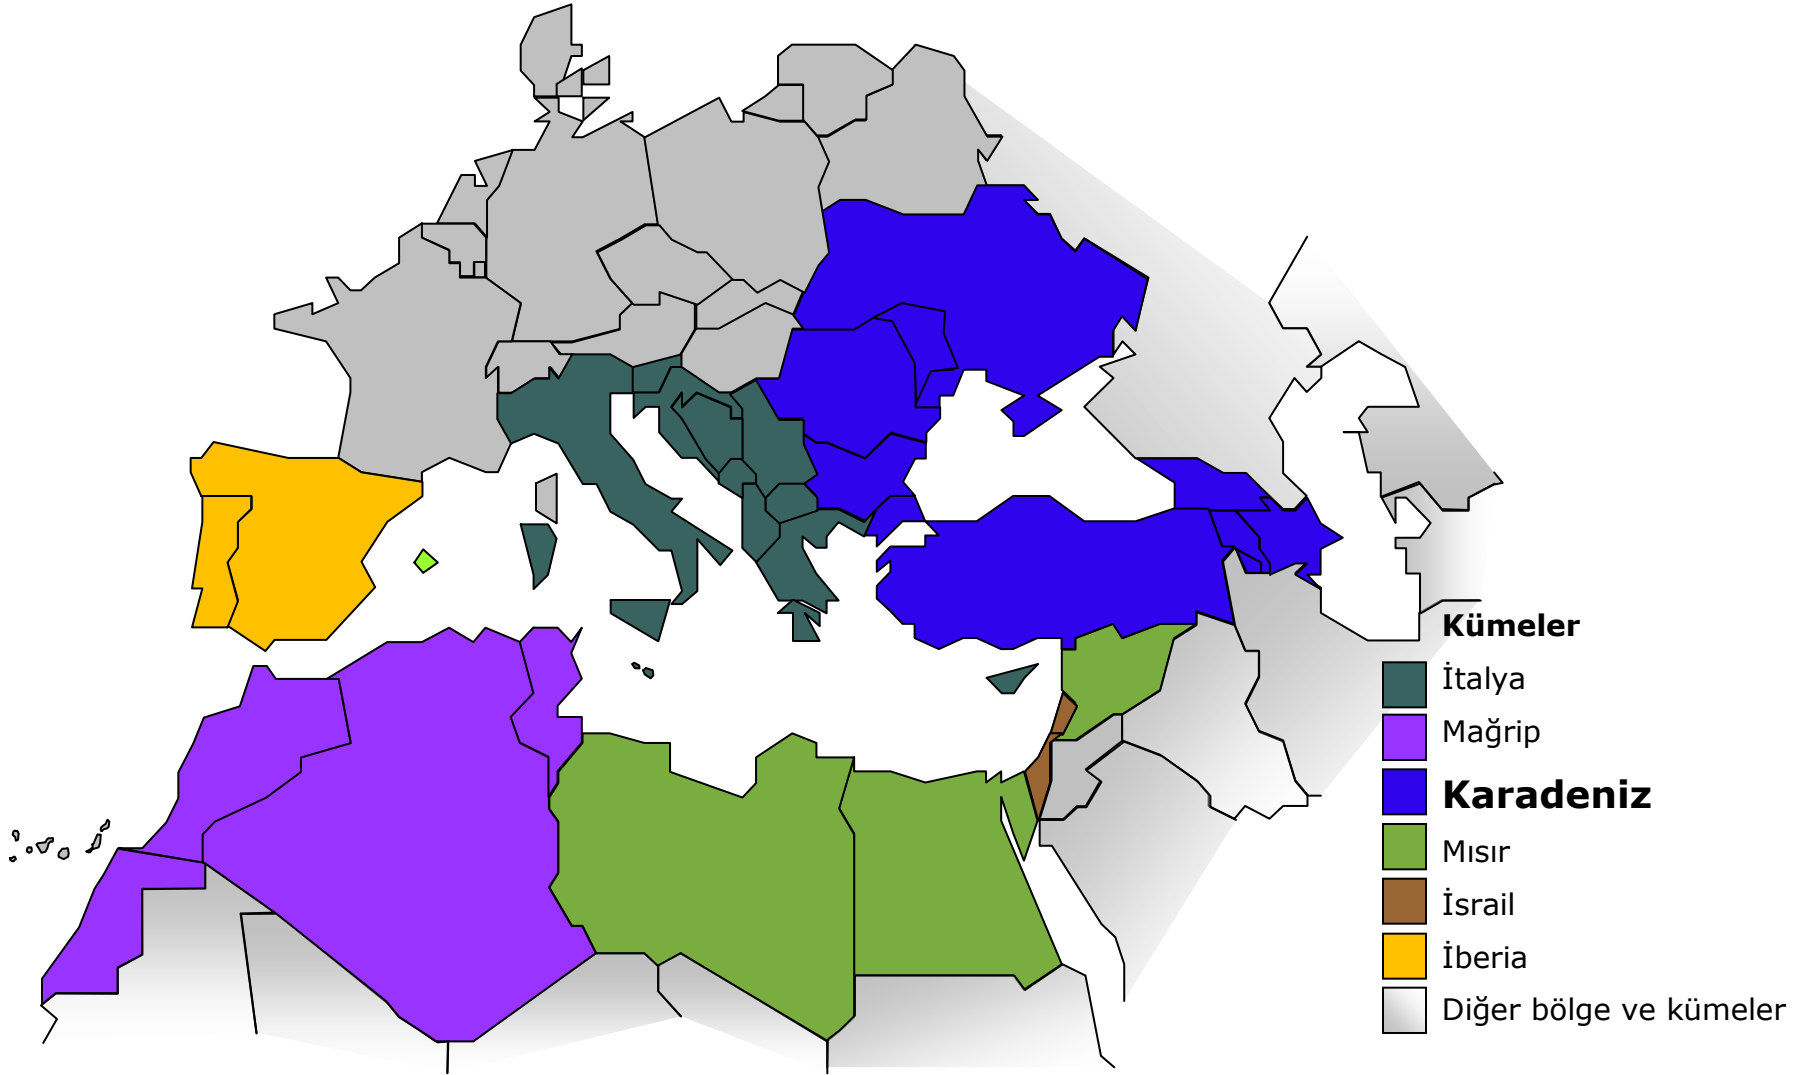 Kümeler
İtalya
Mağrip
Karadeniz
Mısır
İsrail
İberia
Diğer bölge ve kümeler